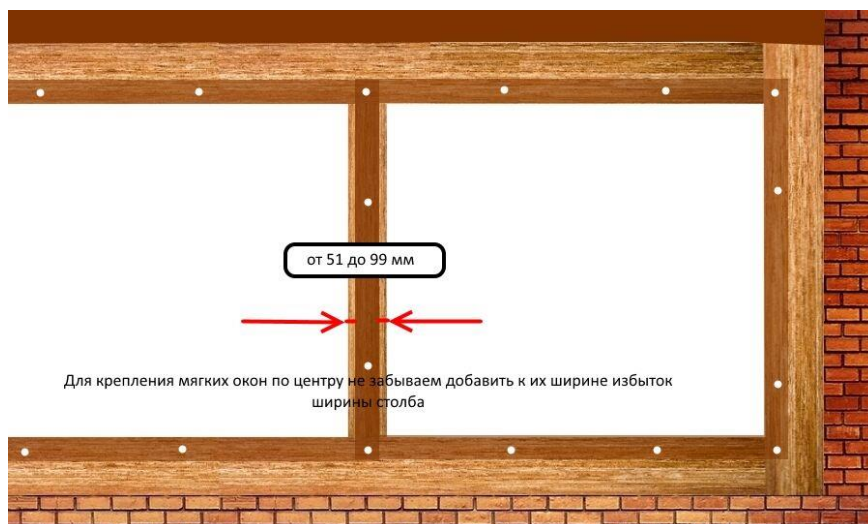 от 51 до 99 мм
Для крепления мягких окон по центру не забываем добавить к их ширине избыток
ширины столба